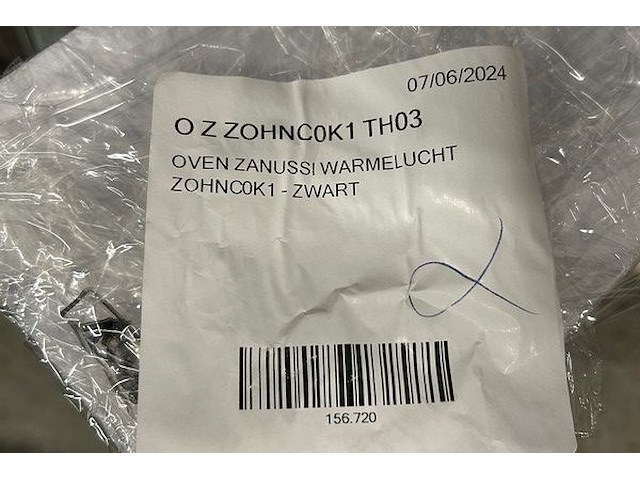 07/06/2024
O Z ZOHNC0K1 TH03
OVEN ZANUSSI WARMELUCHT
ZOHNC0K1 - ZWART
156.720